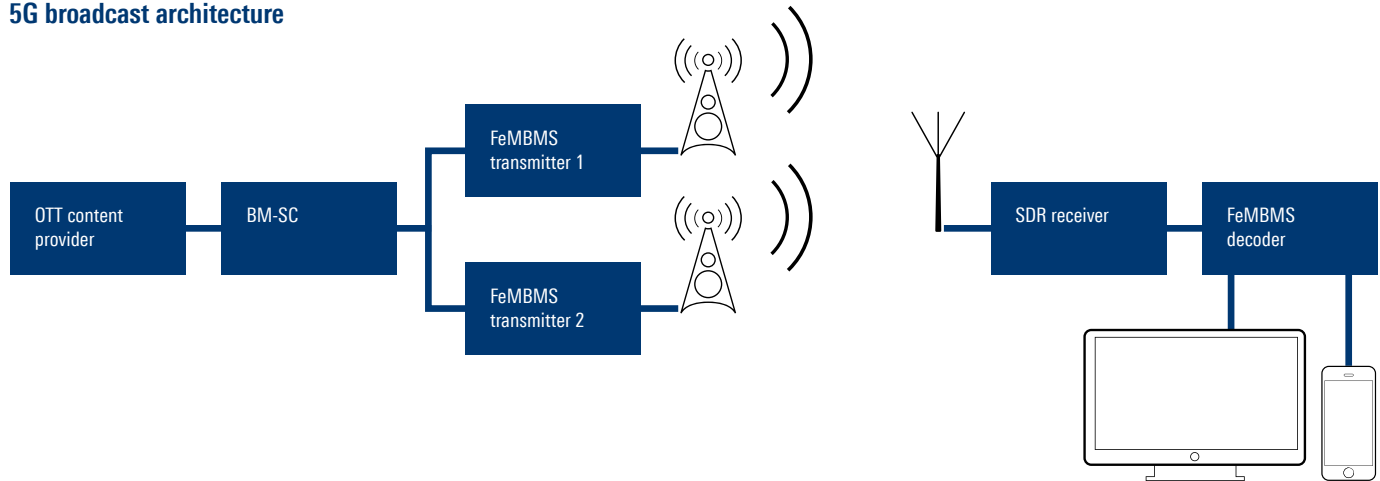 5G broadcast architecture
OTT content
provider
BM-SC
FeMBMS
transmitter 1
FeMBMS
transmitter 2
SDR receiver
FeMBMS
decoder